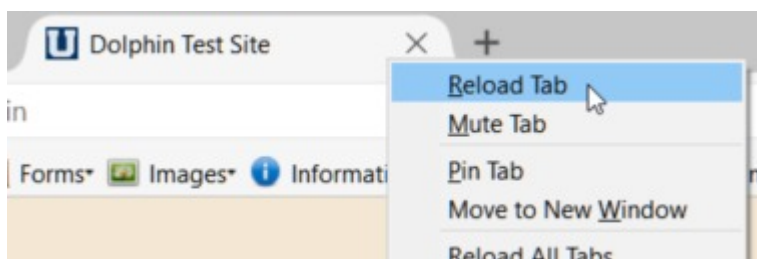 Dolphin Test Site
Reload Tab
in
Mute Tab
Forms Images Informati
Pin Tab
Move to New Window
Reload All Tabs